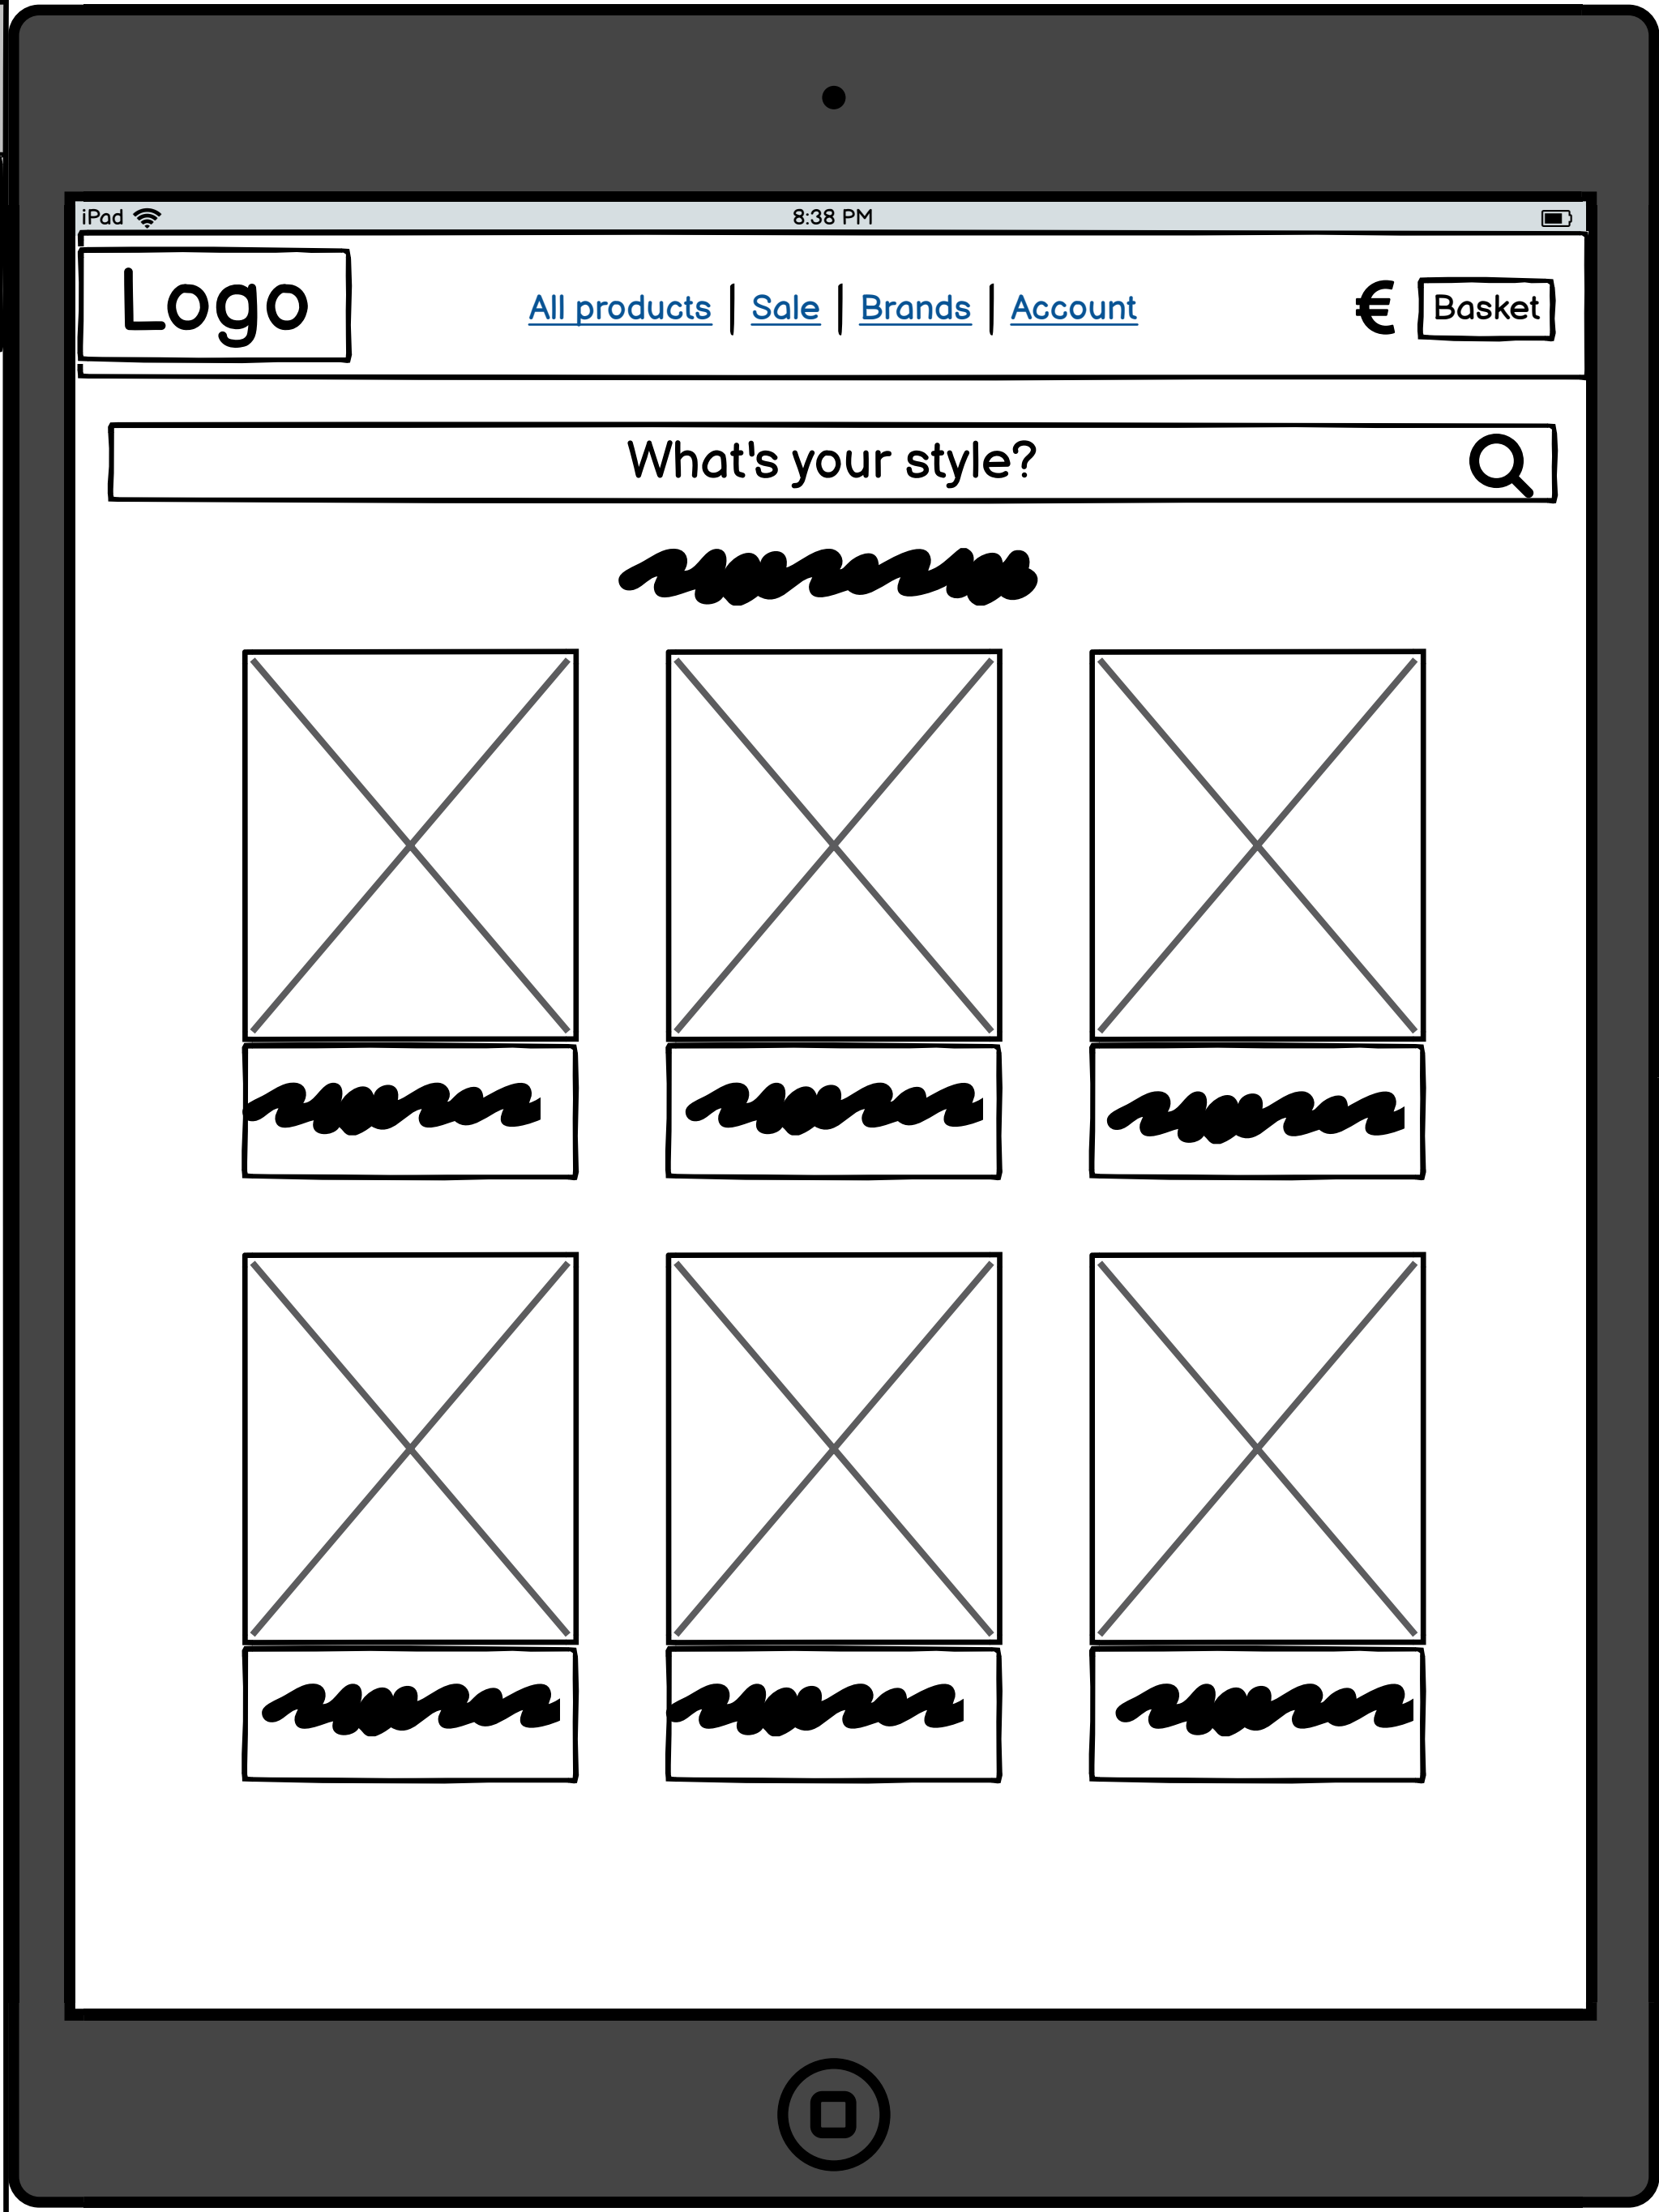 iPad 8:38 PM
Logo All products Sale Brands Account € Basket
What's your style?